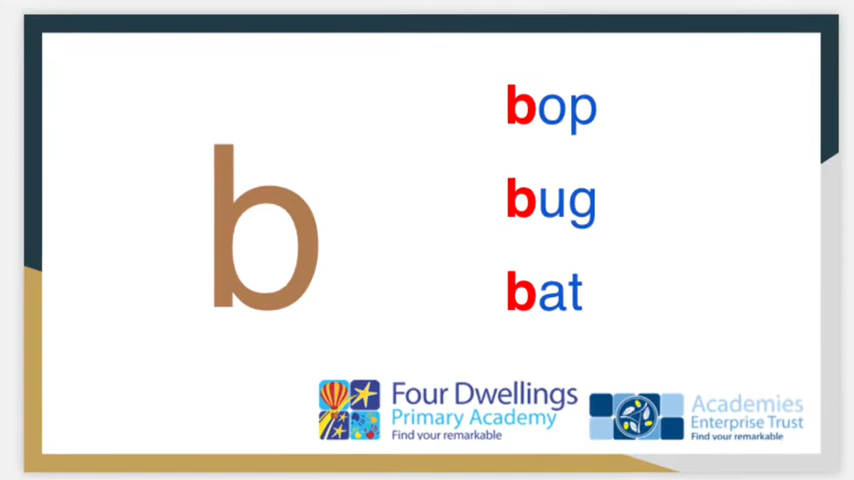 b
bop
bug
bat
Four Dwellings
Primary Academy
Find your remarkable
Academies
Enterprise Trust
Find your remarkable